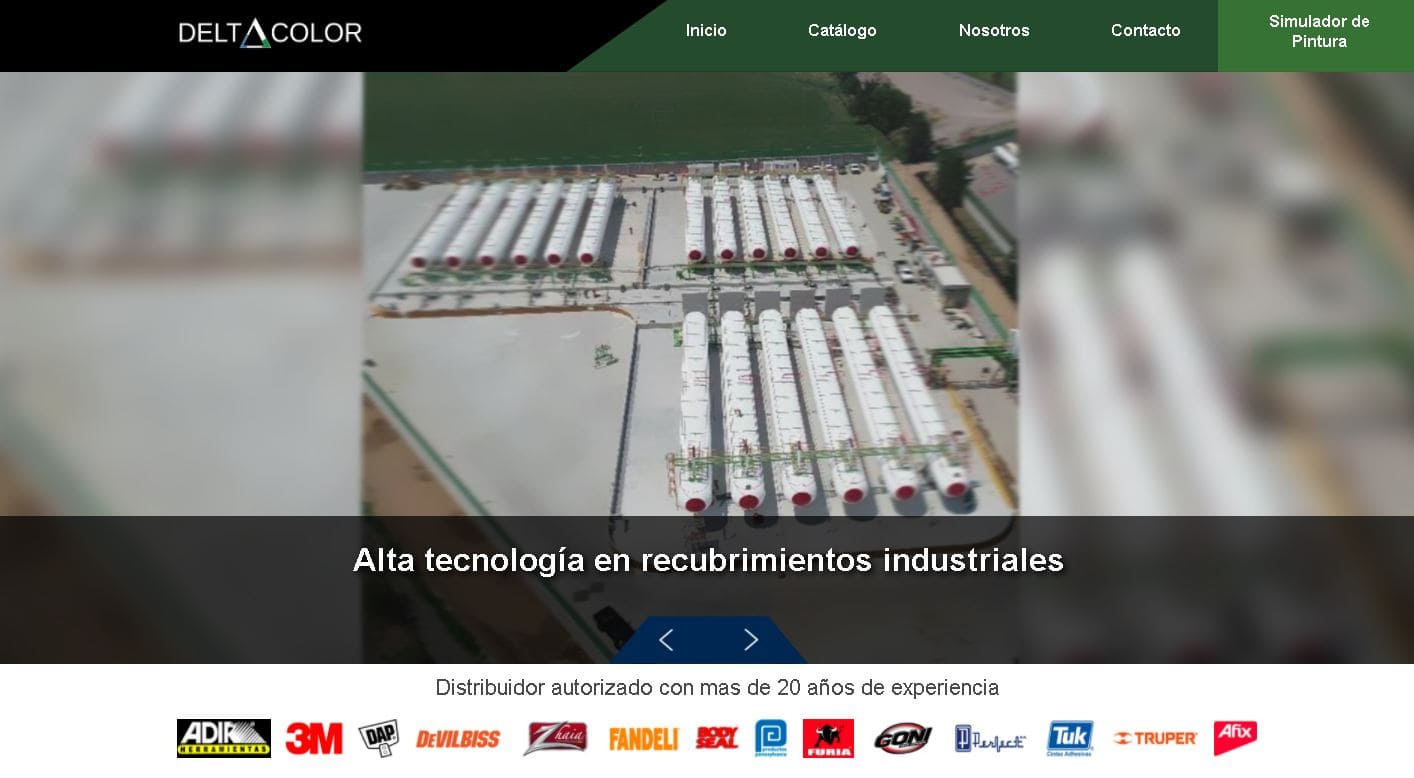 DELTACOLOR
Inicio
Catálogo
Nosotros
Contacto
Simulador de
Pintura
Alta tecnología en recubrimientos industriales
Distribuidor autorizado con mas de 20 años de experiencia
ADIR
HERRAMIENTAS
3M
DAP
DEVILBISS
Zhaia
FANDELI
BODY
SEAL
productos
pennsylvania
FURIA
GONI
Perfect
Tuk
Cintas Adhesivas
TRUPER
Afix